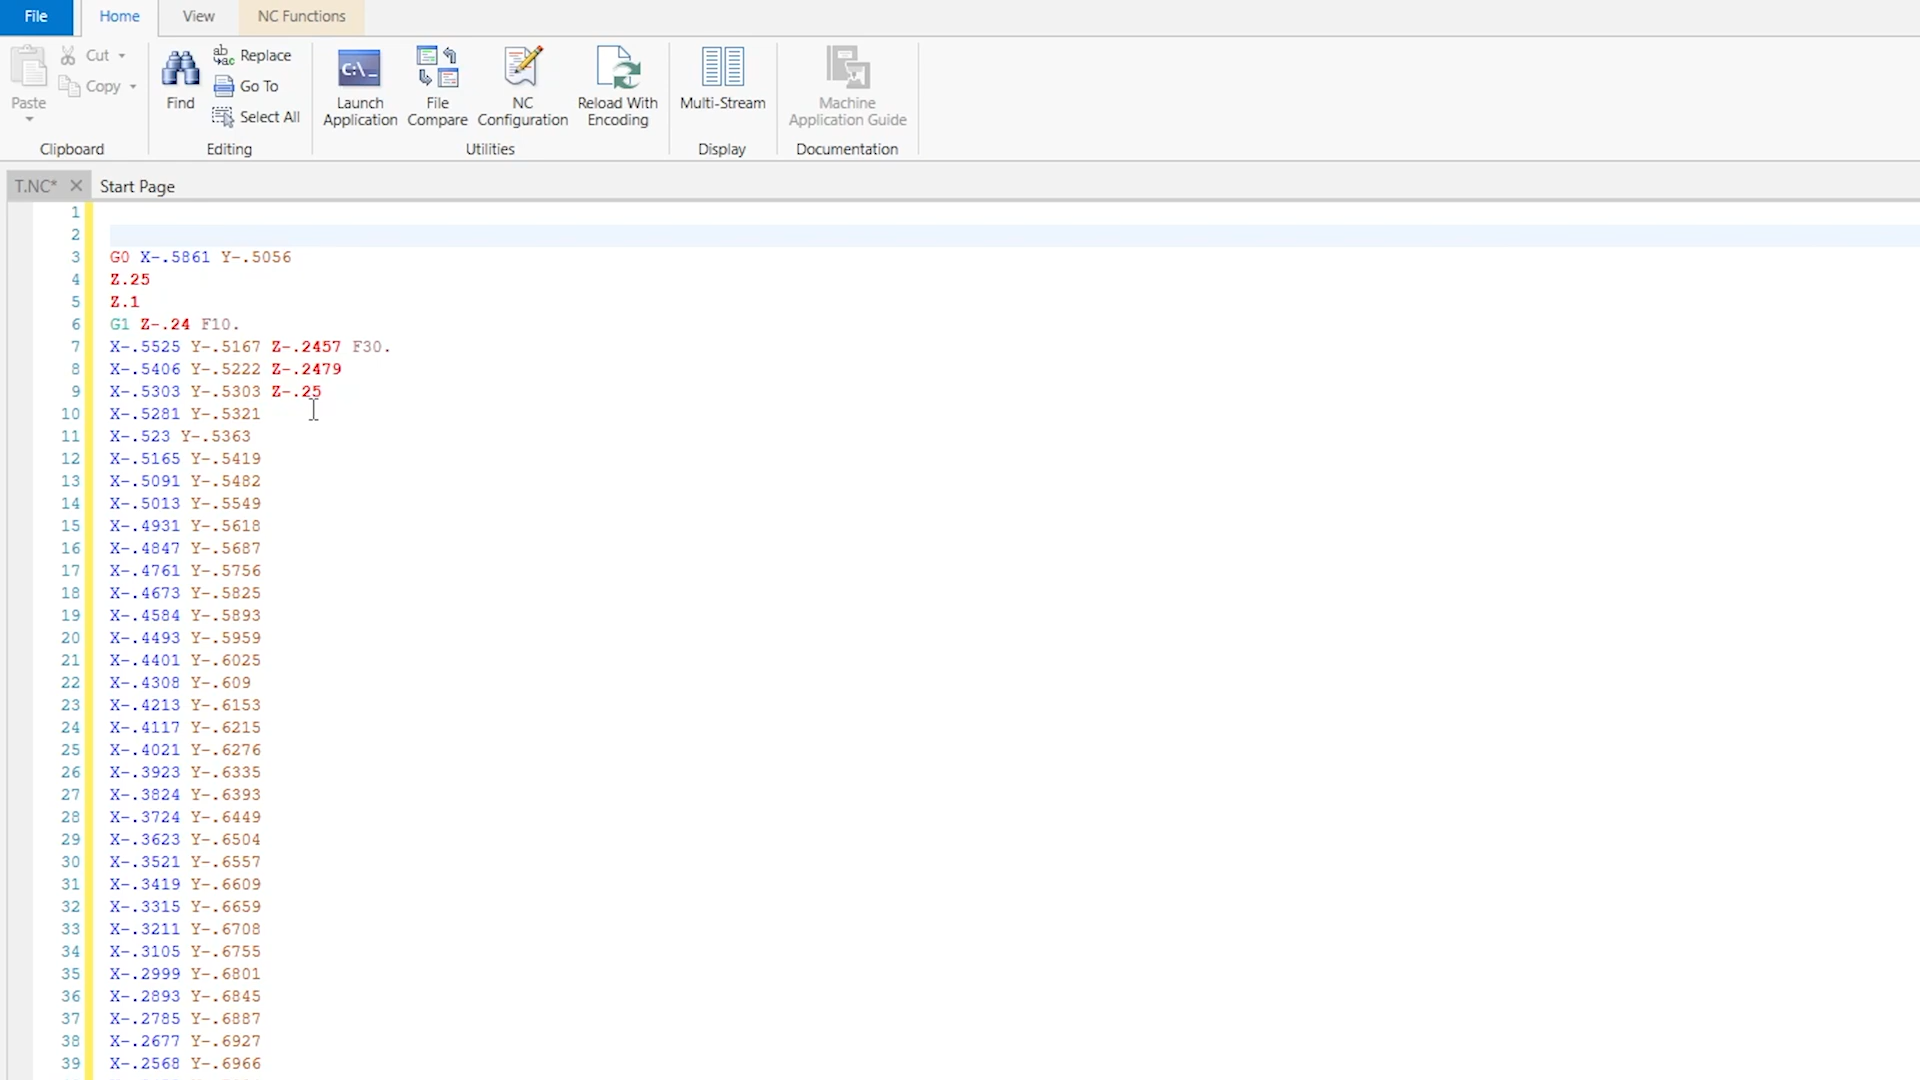 File Home View NC Functions
Paste Cut Copy
Find Replace Go To Select All
Launch Application File Compare NC Configuration Reload With Encoding
Multi-Stream
Machine Application Guide
Clipboard Editing Utilities Display Documentation
T.NC* Start Page
1
2
3 G0 X-.5861 Y-.5056
4 Z.25
5 Z.1
6 G1 Z-.24 F10.
7 X-.5525 Y-.5167 Z-.2457 F30.
8 X-.5406 Y-.5222 Z-.2479
9 X-.5303 Y-.5303 Z-.25
10 X-.5281 Y-.5321
11 X-.523 Y-.5363
12 X-.5165 Y-.5419
13 X-.5091 Y-.5482
14 X-.5013 Y-.5549
15 X-.4931 Y-.5618
16 X-.4847 Y-.5687
17 X-.4761 Y-.5756
18 X-.4673 Y-.5825
19 X-.4584 Y-.5893
20 X-.4493 Y-.5959
21 X-.4401 Y-.6025
22 X-.4308 Y-.609
23 X-.4213 Y-.6153
24 X-.4117 Y-.6215
25 X-.4021 Y-.6276
26 X-.3923 Y-.6335
27 X-.3824 Y-.6393
28 X-.3724 Y-.6449
29 X-.3623 Y-.6504
30 X-.3521 Y-.6557
31 X-.3419 Y-.6609
32 X-.3315 Y-.6659
33 X-.3211 Y-.6708
34 X-.3105 Y-.6755
35 X-.2999 Y-.6801
36 X-.2893 Y-.6845
37 X-.2785 Y-.6887
38 X-.2677 Y-.6927
39 X-.2568 Y-.6966